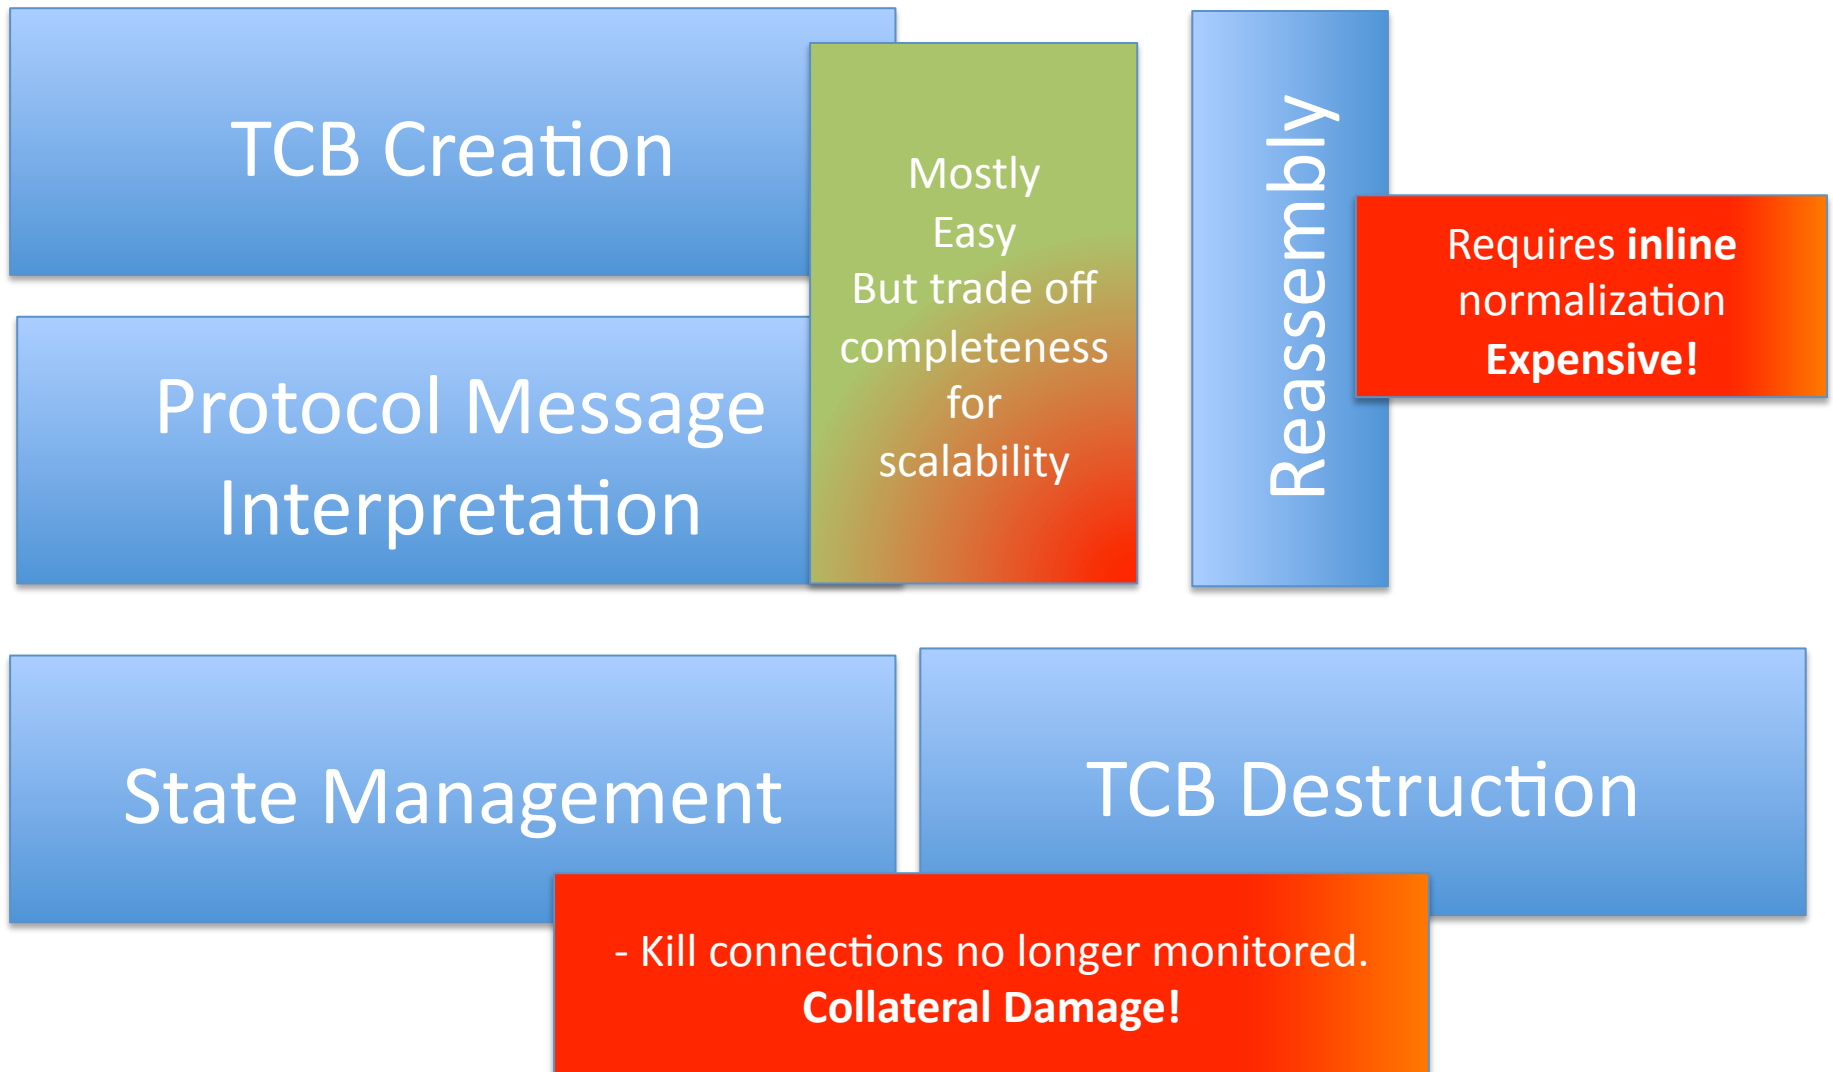 TCB Creation
Mostly
Easy
But trade off
completeness
for
scalability
Reassembly
Requires inline
normalization
Expensive!
Protocol Message
Interpretation
State Management
TCB Destruction
- Kill connections no longer monitored.
Collateral Damage!